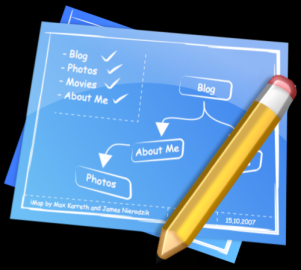 - Blog
- Photos
- Movies
- About Me
Blog
About Me
Photos
iMap by Max Karreth and James Nierodzik
15.10.2007